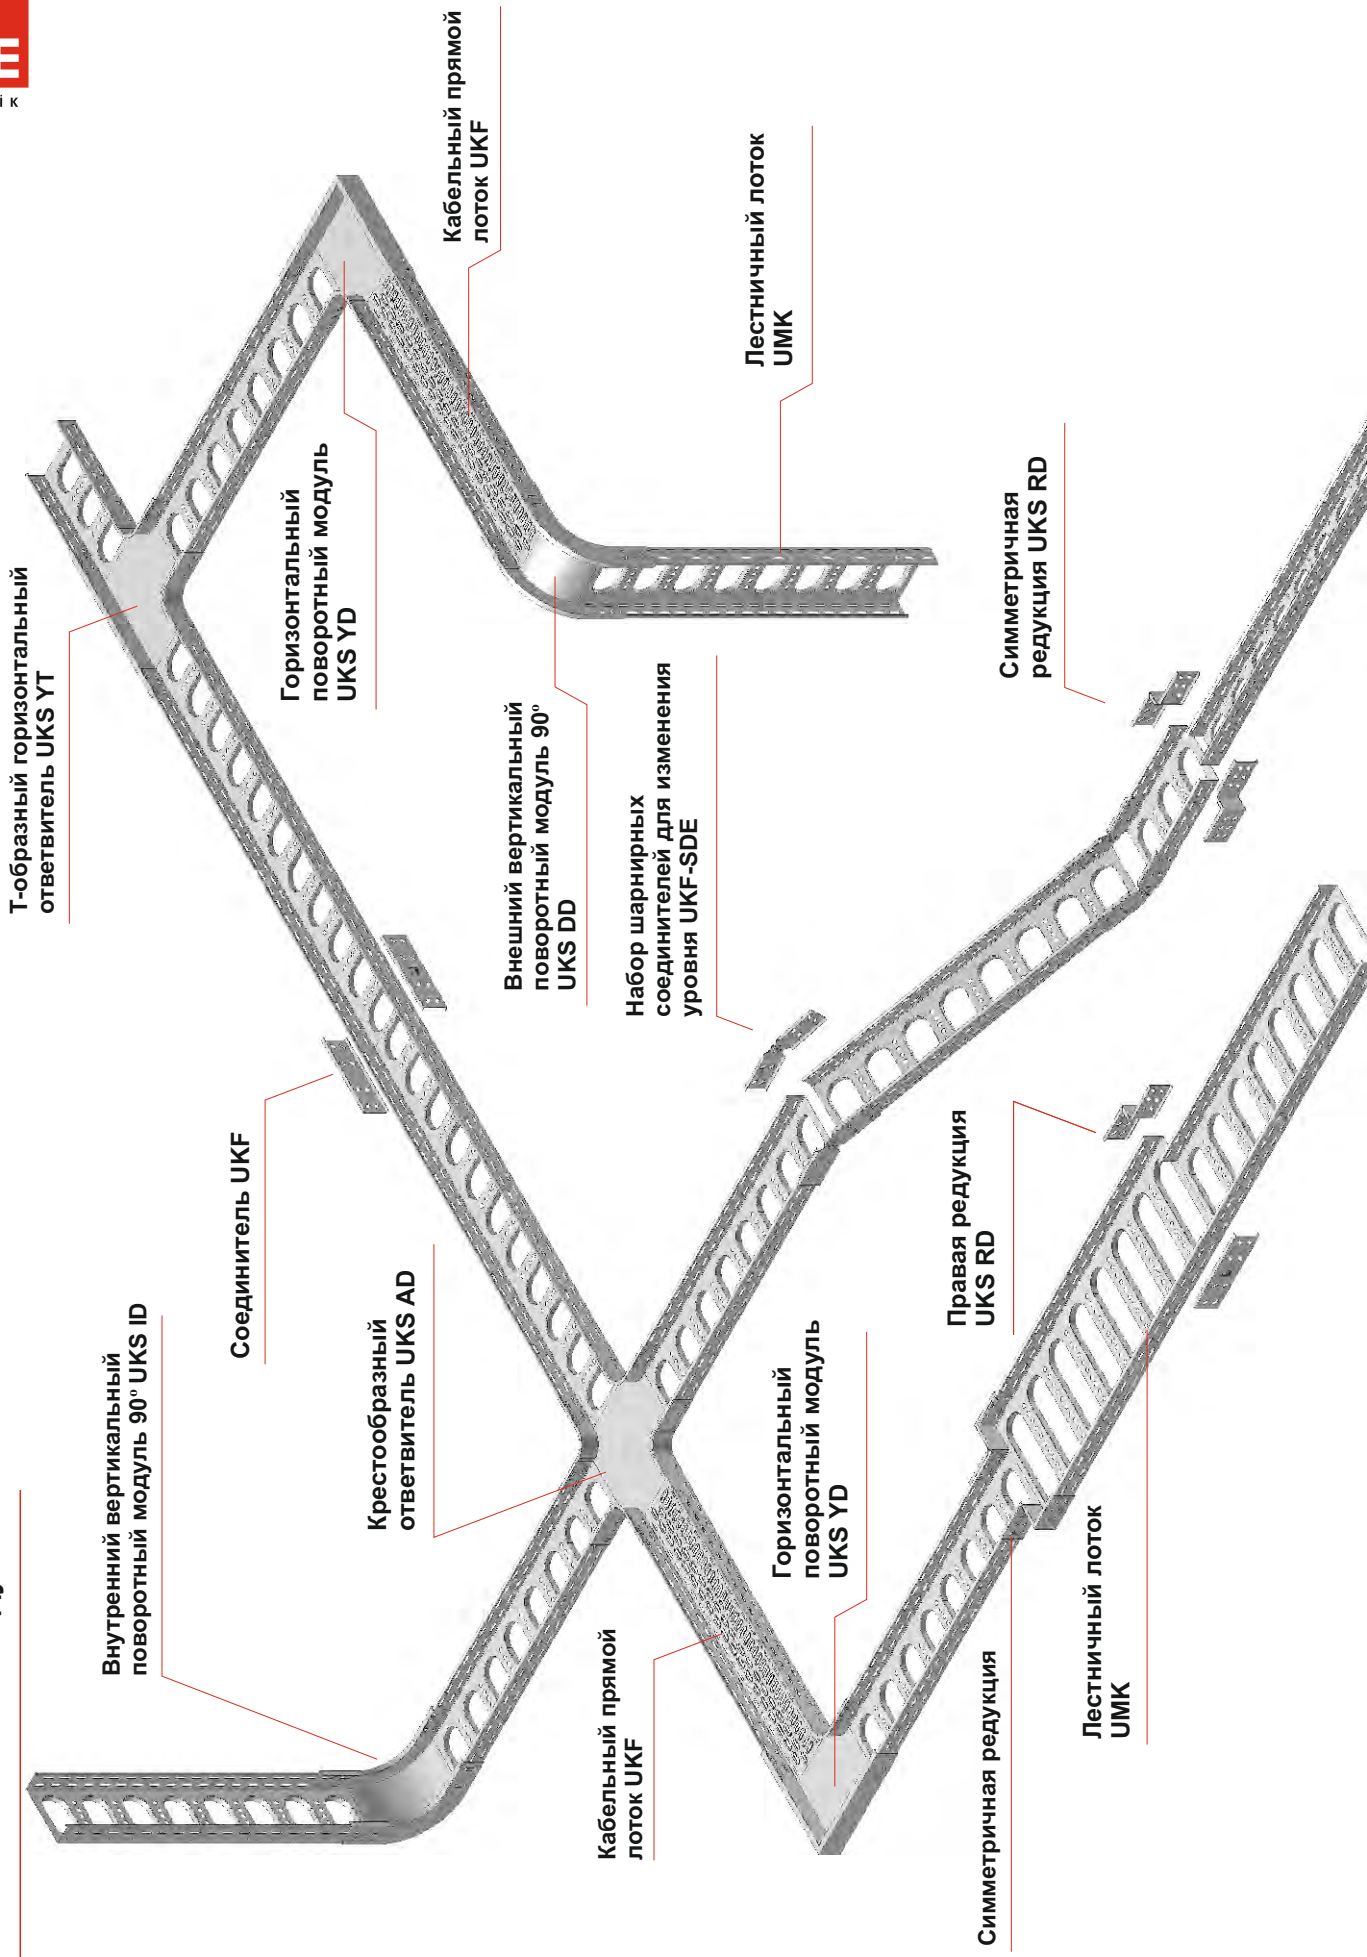 Т-образный горизонтальный
ответвитель UKS YT
Кабельный прямой
лоток UKF
Горизонтальный
поворотный модуль
UKS YD
Лестничный лоток
UMK
Внешний вертикальный
поворотный модуль 90º
UKS DD
Набор шарнирных
соединителей для изменения
уровня UKF-SDE
Симметричная
редукция UKS RD
Соединитель UKF
Внутренний вертикальный
поворотный модуль 90º UKS ID
Крестообразный
ответвитель UKS AD
Правая редукция
UKS RD
Горизонтальный
поворотный модуль
UKS YD
Кабельный прямой
лоток UKF
Лестничный лоток
UMK
Симметричная редукция